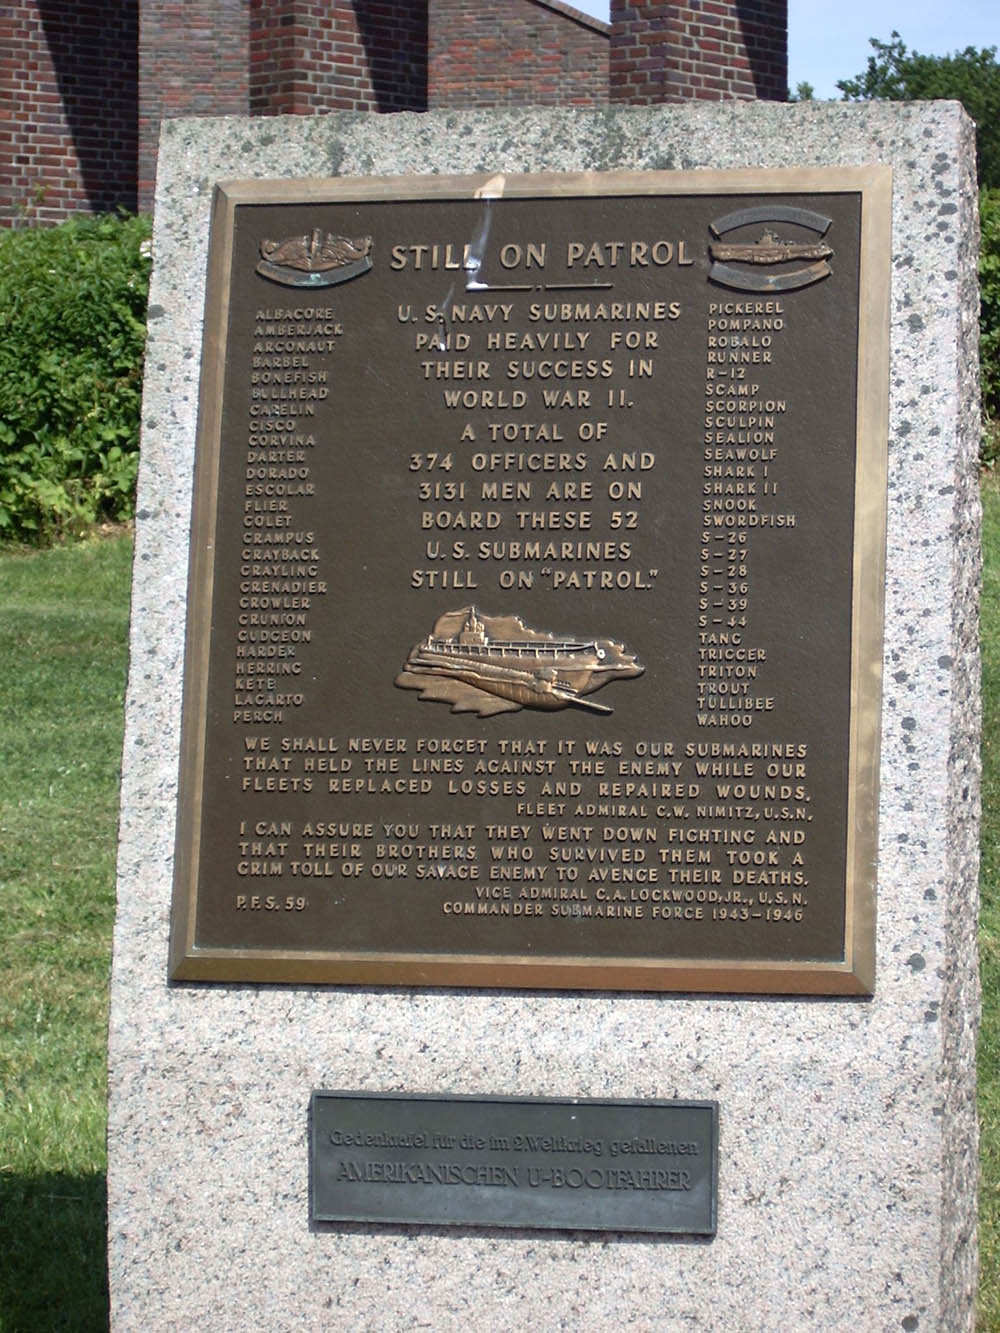 STILL ON PATROL
ALBACORE
AMBERJACK
ARGONAUT
BARBEL
BONEFISH
BULLHEAD
CAPELIN
CISCO
CORVINA
DARTER
DORADO
ESCOLAR
FLIER
GOLET
GRAMPUS
GRAYBACK
GRAYLING
GRENADIER
GROWLER
GRUNION
GUDGEON
HARDER
HERRING
KETE
LAGARTO
PERCH
U.S. NAVY SUBMARINES
PAID HEAVILY FOR
THEIR SUCCESS IN
WORLD WAR II.
A TOTAL OF
374 OFFICERS AND
3131 MEN ARE ON
BOARD THESE 52
U.S. SUBMARINES
STILL ON "PATROL."
PICKEREL
POMPANO
ROBALO
RUNNER
R-12
SCAMP
SCORPION
SCULPIN
SEALION
SEAWOLF
SHARK I
SHARK II
SNOOK
SWORDFISH
S-26
S-27
S-28
S-36
S-39
S-44
TANG
TRIGGER
TRITON
TROUT
TULLIBEE
WAHOO
WE SHALL NEVER FORGET THAT IT WAS OUR SUBMARINES
THAT HELD THE LINES AGAINST THE ENEMY WHILE OUR
FLEETS REPLACED LOSSES AND REPAIRED WOUNDS.
FLEET ADMIRAL C.W. NIMITZ, U.S.N.
I CAN ASSURE YOU THAT THEY WENT DOWN FIGHTING AND
THAT THEIR BROTHERS WHO SURVIVED THEM TOOK A
GRIM TOLL OF OUR SAVAGE ENEMY TO AVENGE THEIR DEATHS.
VICE ADMIRAL C.A. LOCKWOOD, JR., U.S.N.
P.F.S. 59 COMMANDER SUBMARINE FORCE 1943-1946
Gedenktafel für die im 2. Weltkrieg gefallenen
AMERIKANISCHEN U-BOOTFAHRER